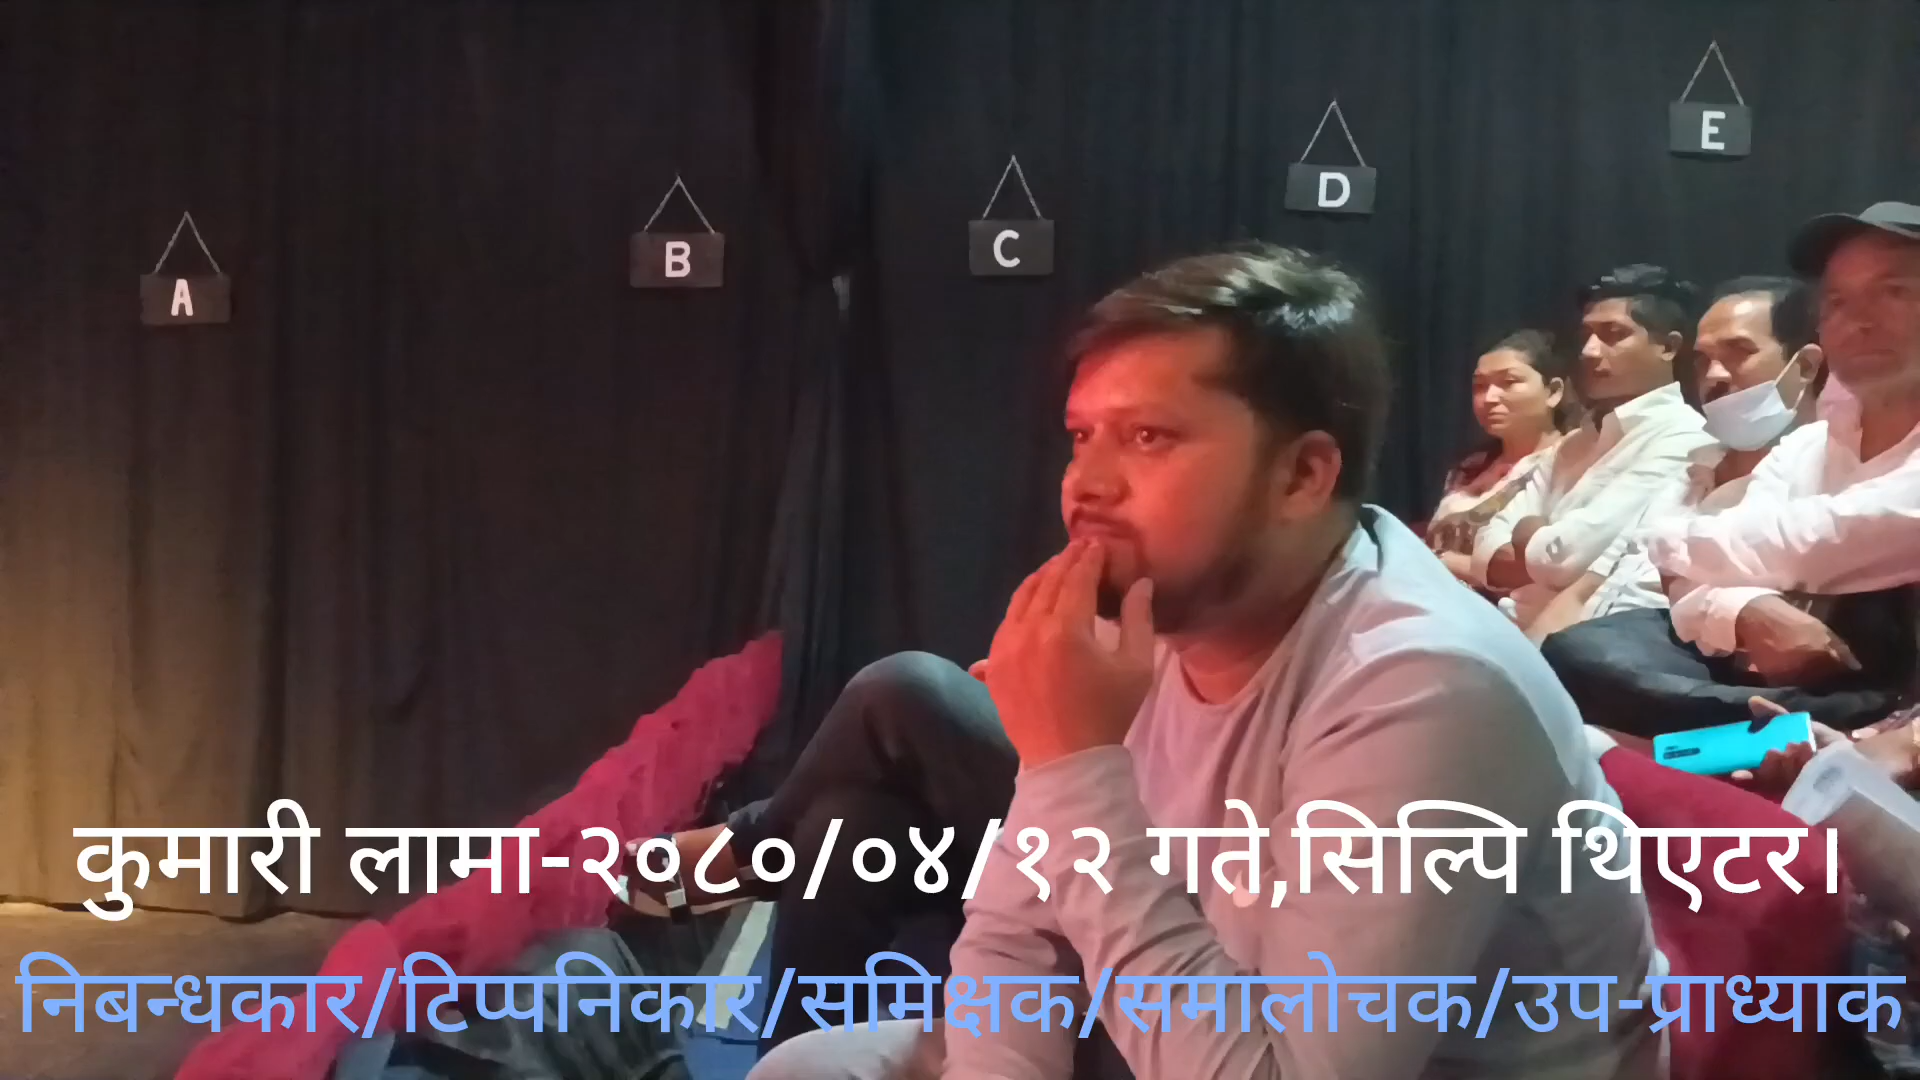 A
B
C
D
E
कुमारी लामा-२०८०/०४/१२ गते,सिल्पि थिएटर।
निबन्धकार/टिप्पनिकार/समिक्षक/समालोचक/उप-प्राध्याक